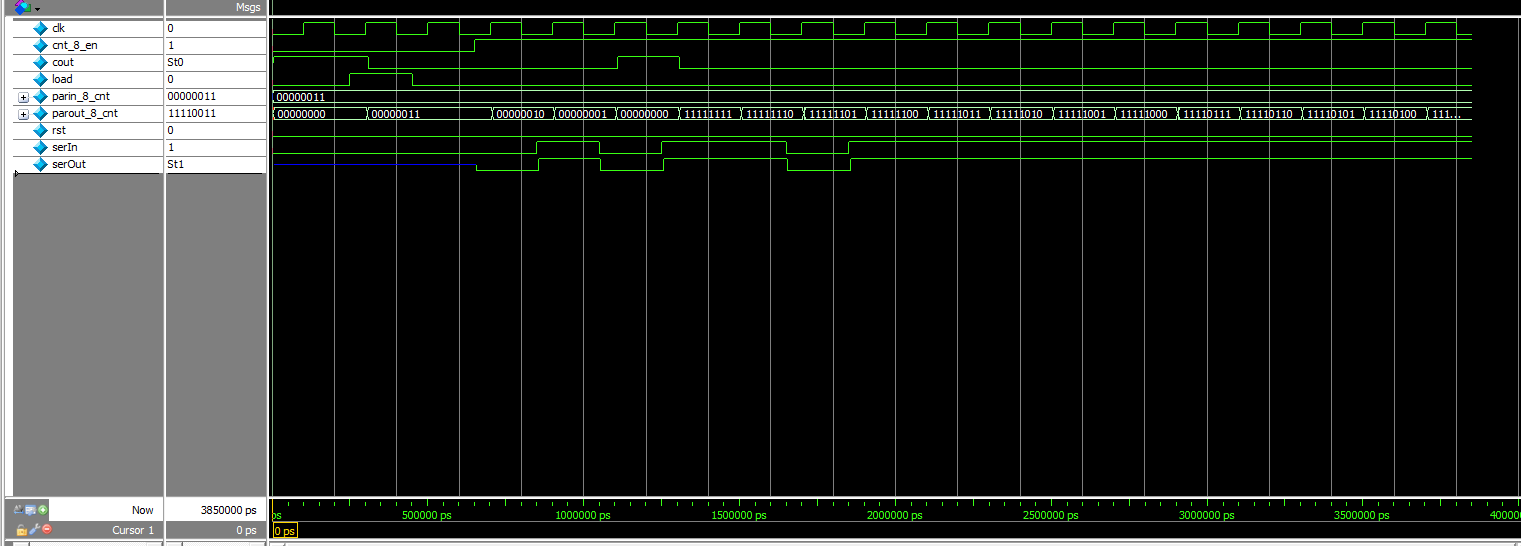 Msgs
clk 0
cnt_8_en 1
cout St0
load 0
parin_8_cnt 00000011 00000011
parout_8_cnt 11110011 00000000 00000011 00000010 00000001 00000000 11111111 11111110 11111101 11111100 11111011 11111010 11111001 11111000 11110111 11110110 11110101 11110100 111...
rst 0
serIn 1
serOut St1
Now 3850000 ps ps 500000 ps 1000000 ps 1500000 ps 2000000 ps 2500000 ps 3000000 ps 3500000 ps 400000
Cursor 1 0 ps 0 ps